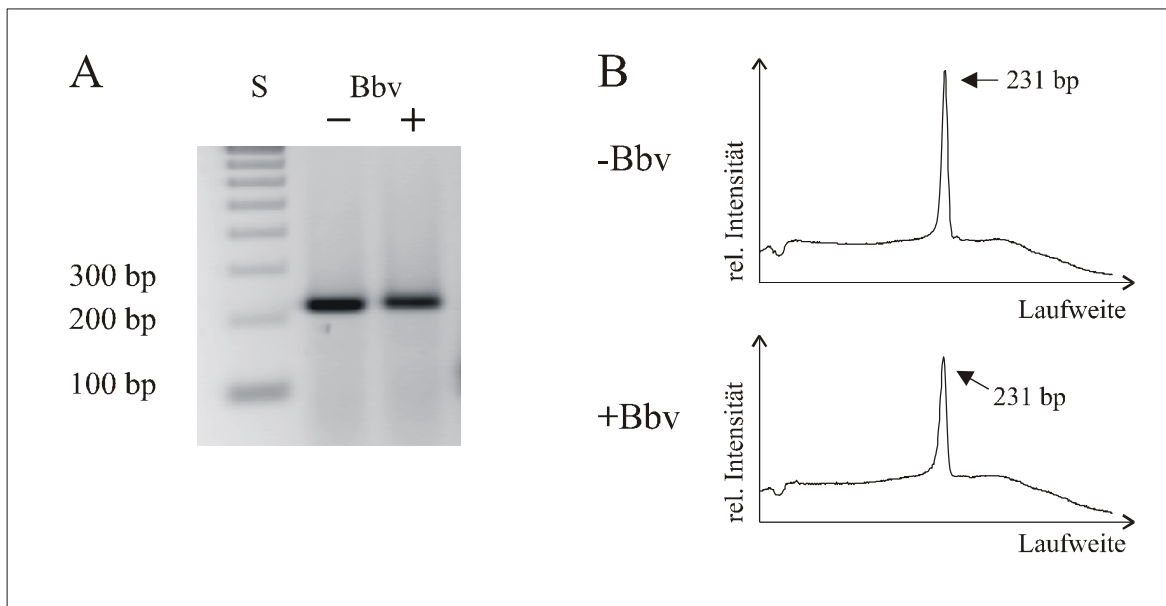 A
S
Bbv
− +
300 bp
200 bp
100 bp
B
-Bbv
231 bp
rel. Intensität
Laufweite
+Bbv
231 bp
rel. Intensität
Laufweite